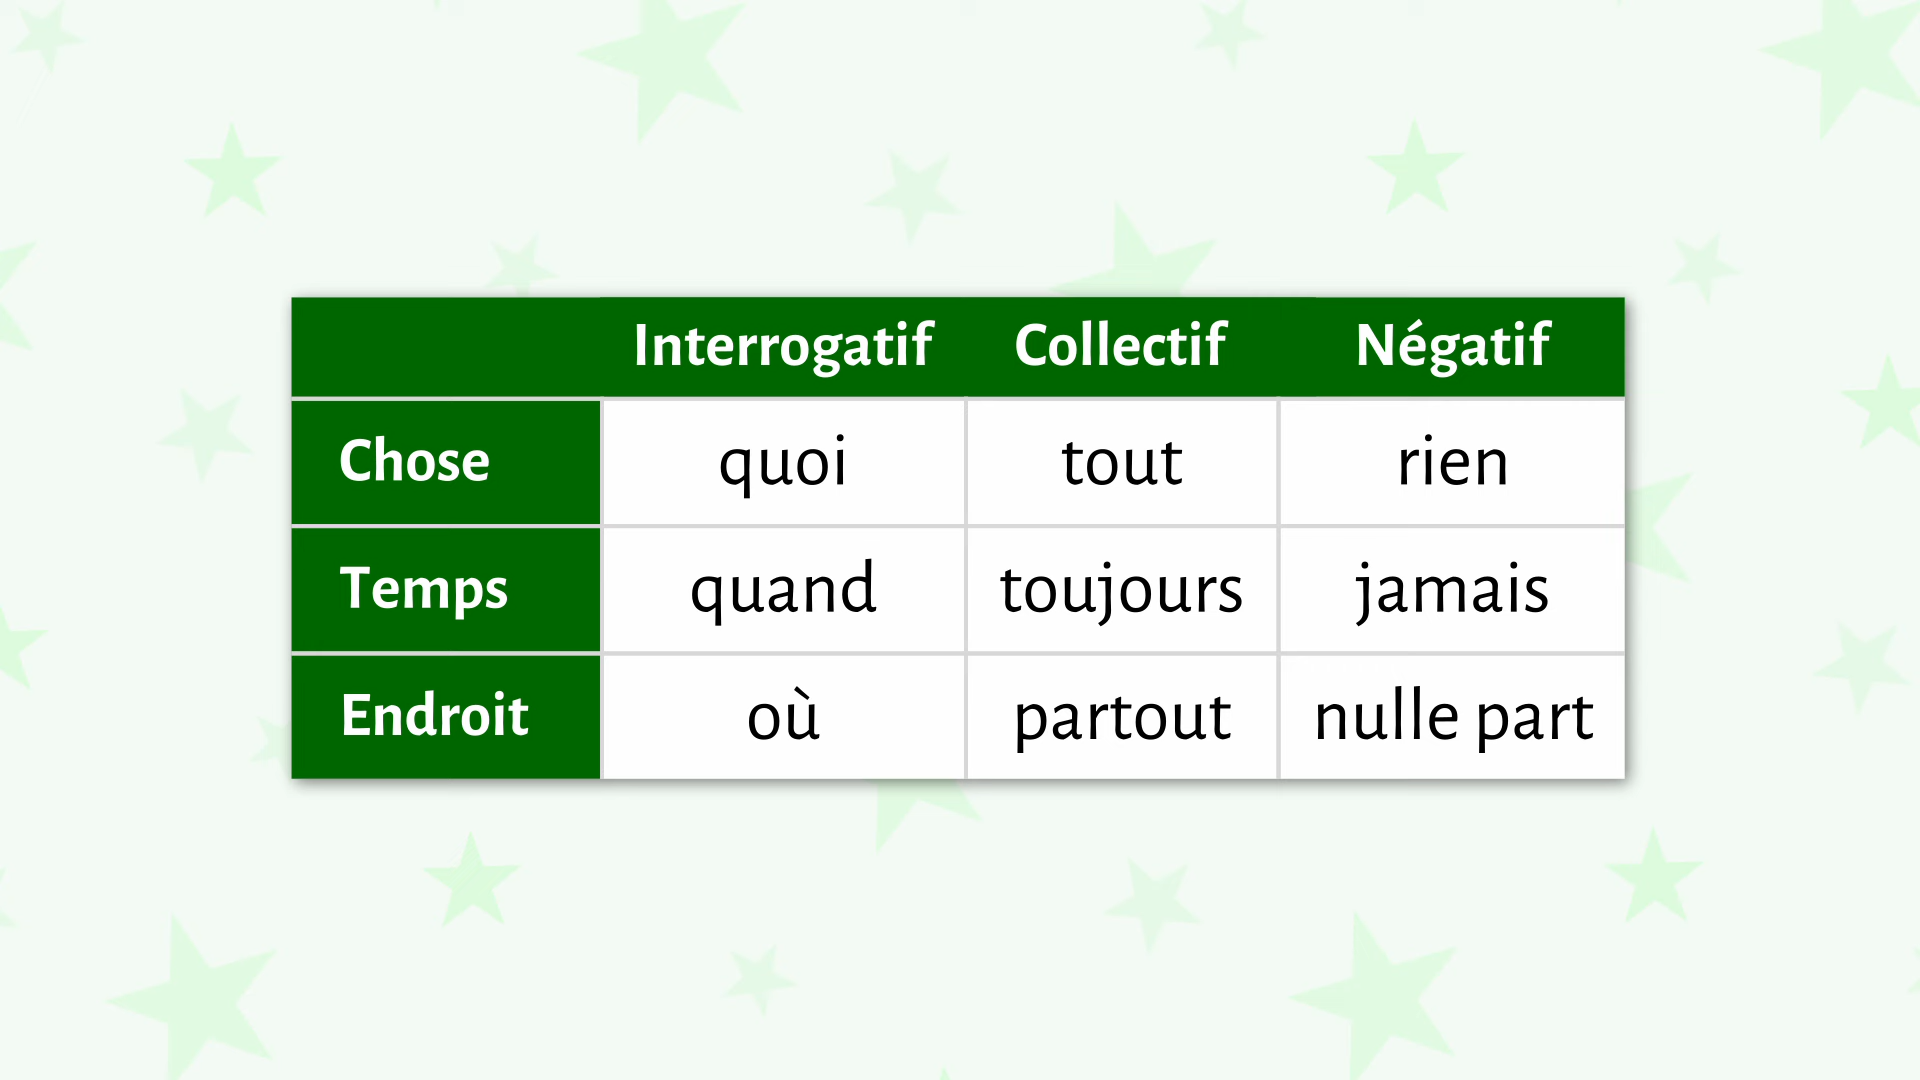 Interrogatif Collectif Négatif
Chose quoi tout rien
Temps quand toujours jamais
Endroit où partout nulle part